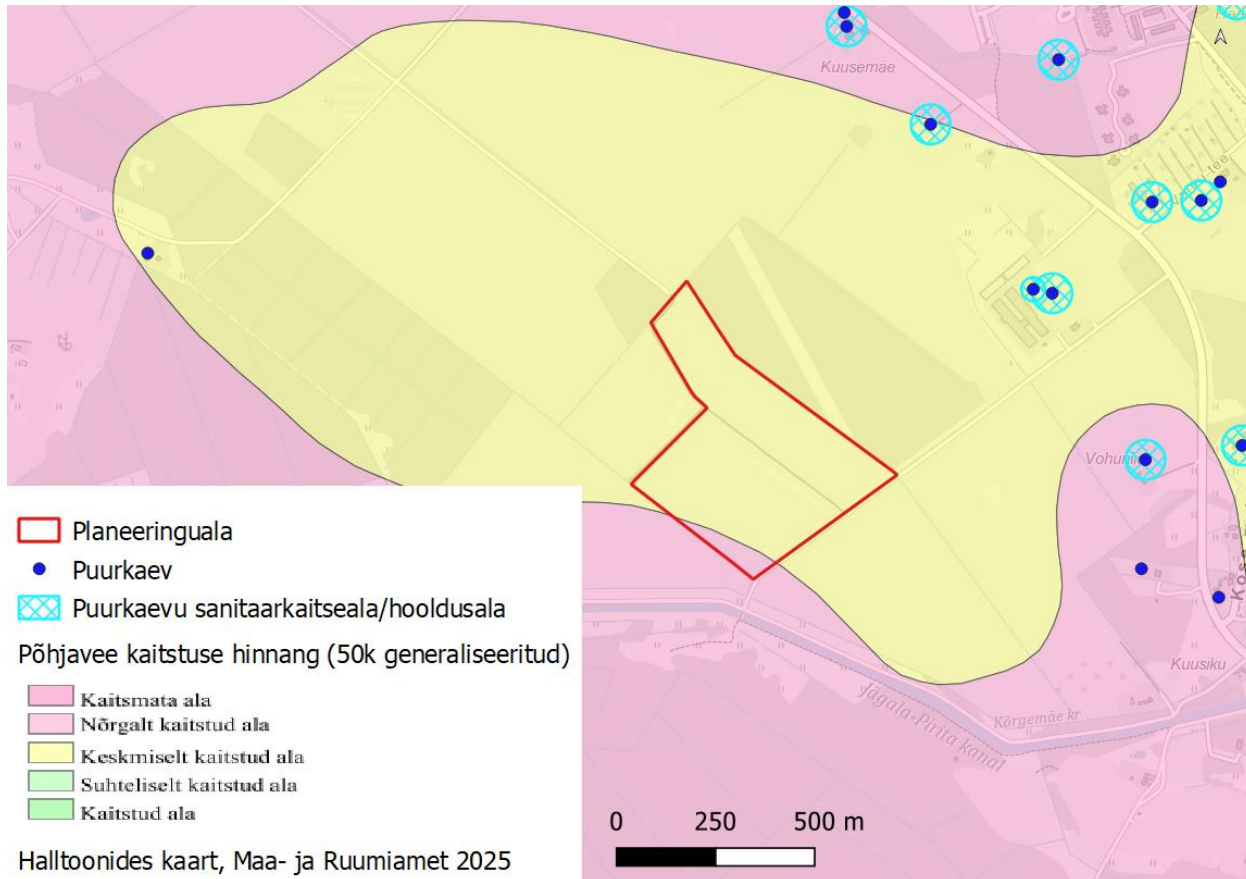 Kuusemäe
Jägala-Pirita kanal
Kõrgemäe kr
Kuusiku
Kose
Planeeringuala
Puurkaev
Puurkaevu sanitaarkaitseala/hooldusala
Põhjavee kaitstuse hinnang (50k generaliseeritud)
Kaitsmata ala
Nõrgalt kaitstud ala
Keskmiselt kaitstud ala
Suhteliselt kaitstud ala
Kaitstud ala
0 250 500 m
Halltoonides kaart, Maa- ja Ruumiamet 2025